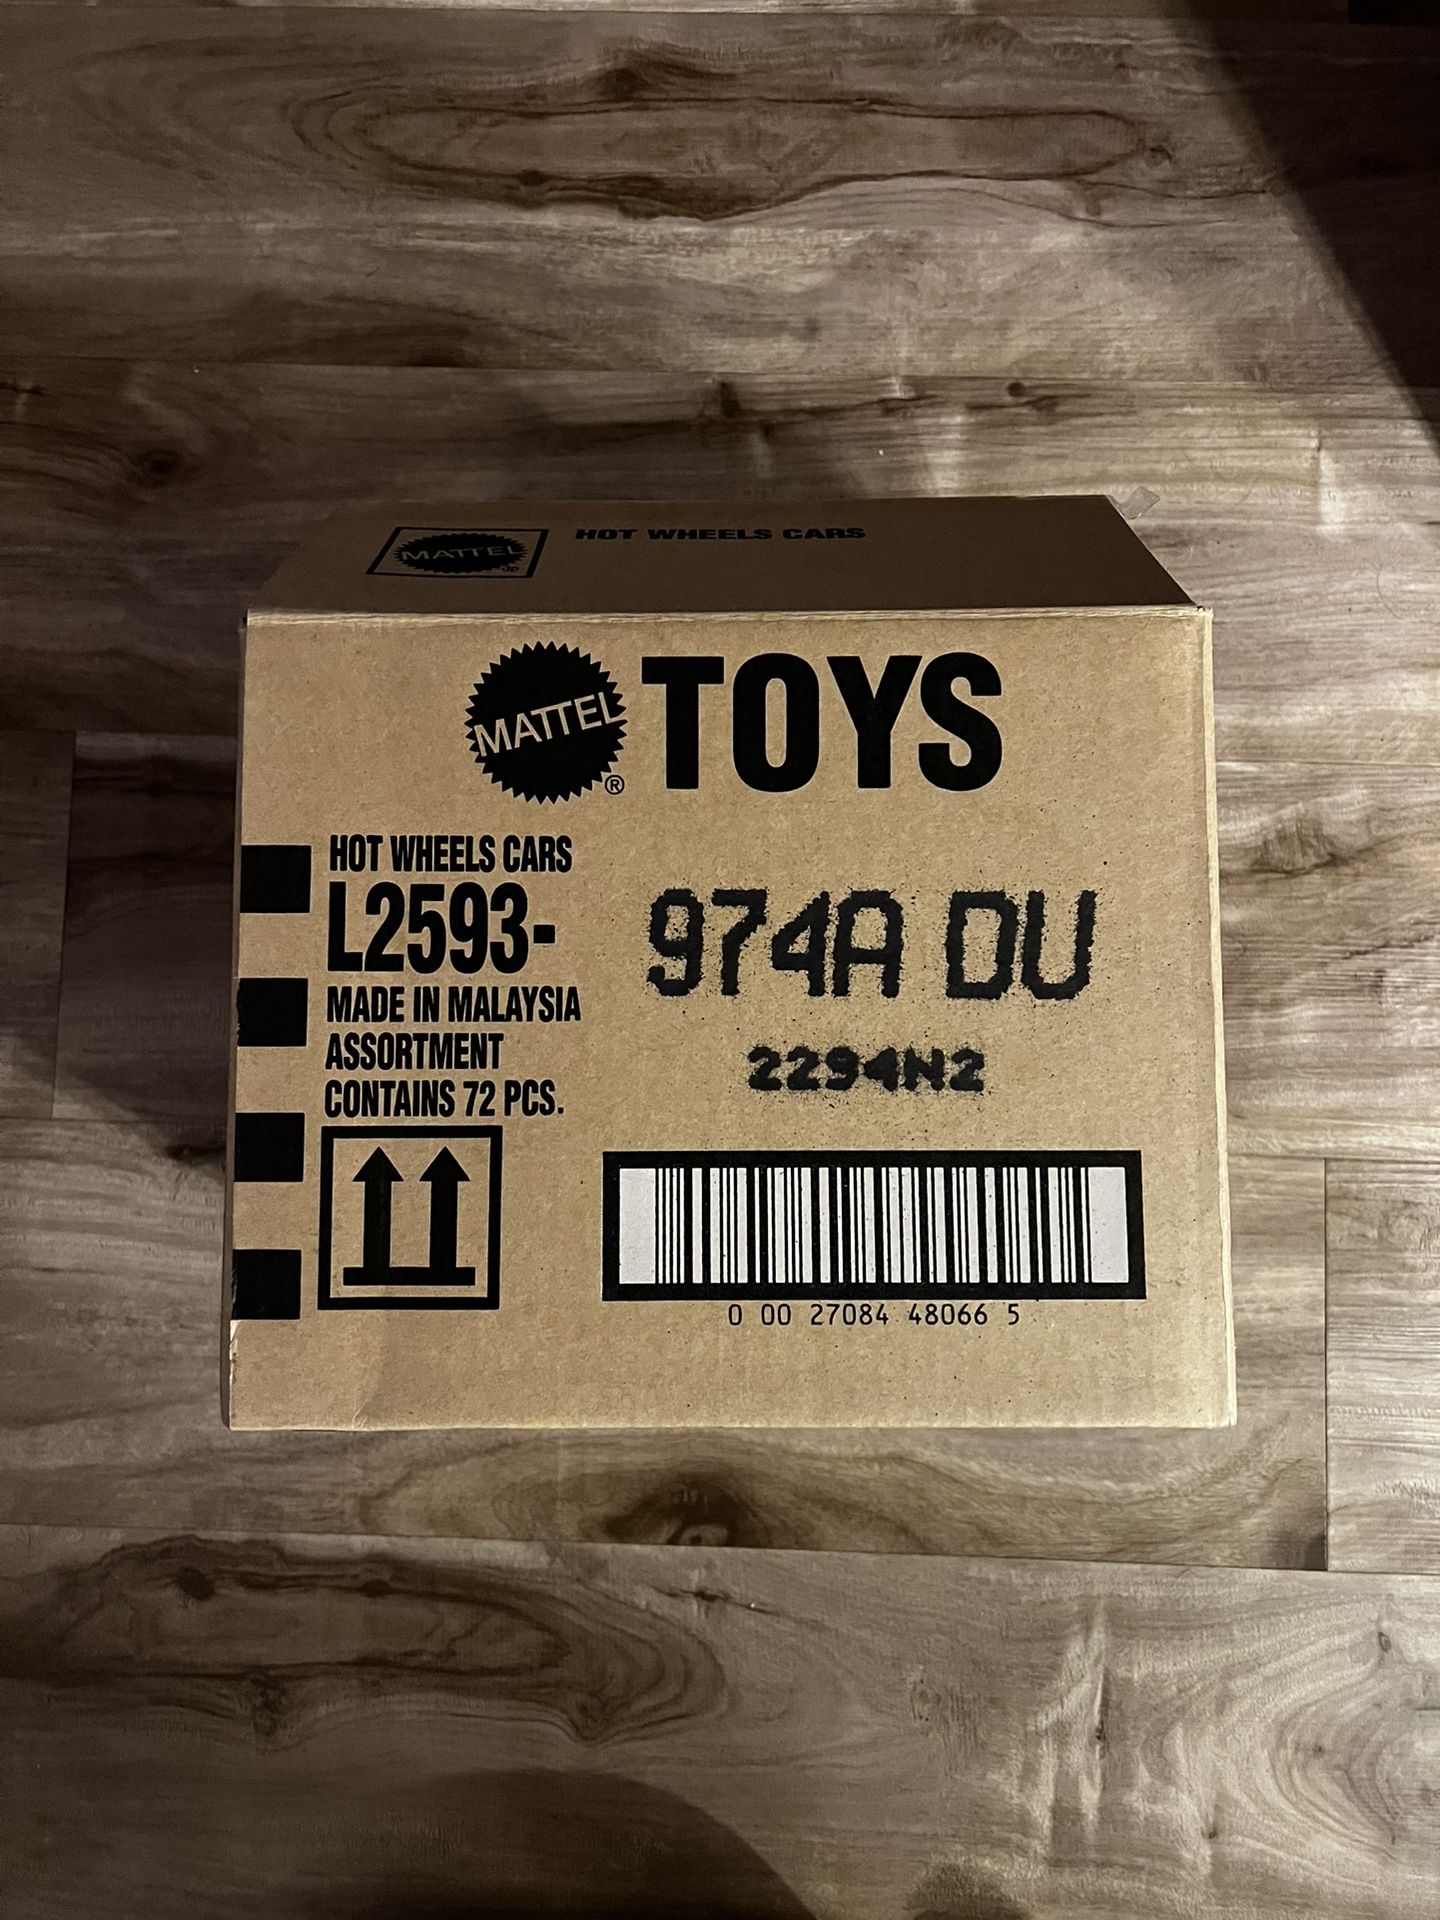 MATTEL HOT WHEELS CARS
MATTEL ® TOYS
HOT WHEELS CARS
L2593-
MADE IN MALAYSIA
ASSORTMENT
CONTAINS 72 PCS.
974A DU
2294N2
0 00 27084 48066 5